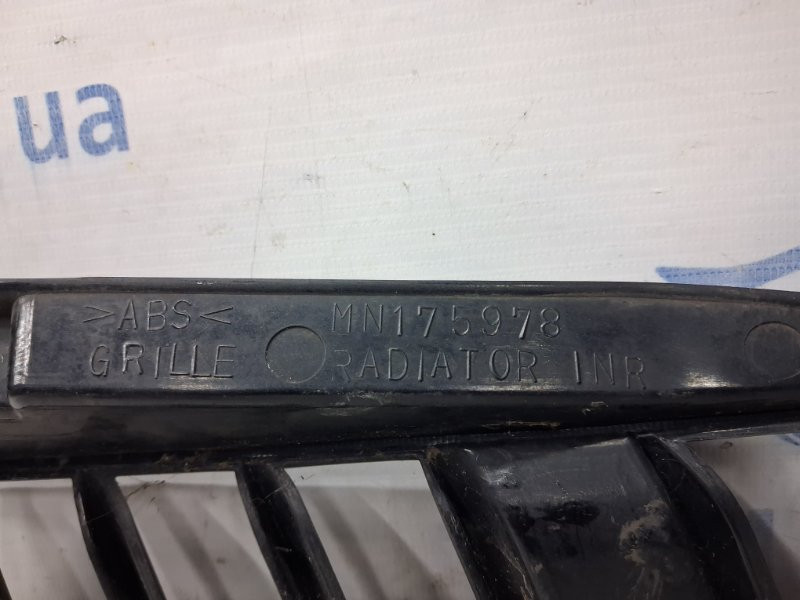 ua
>ABS< MN175978
GRILLE RADIATOR INR